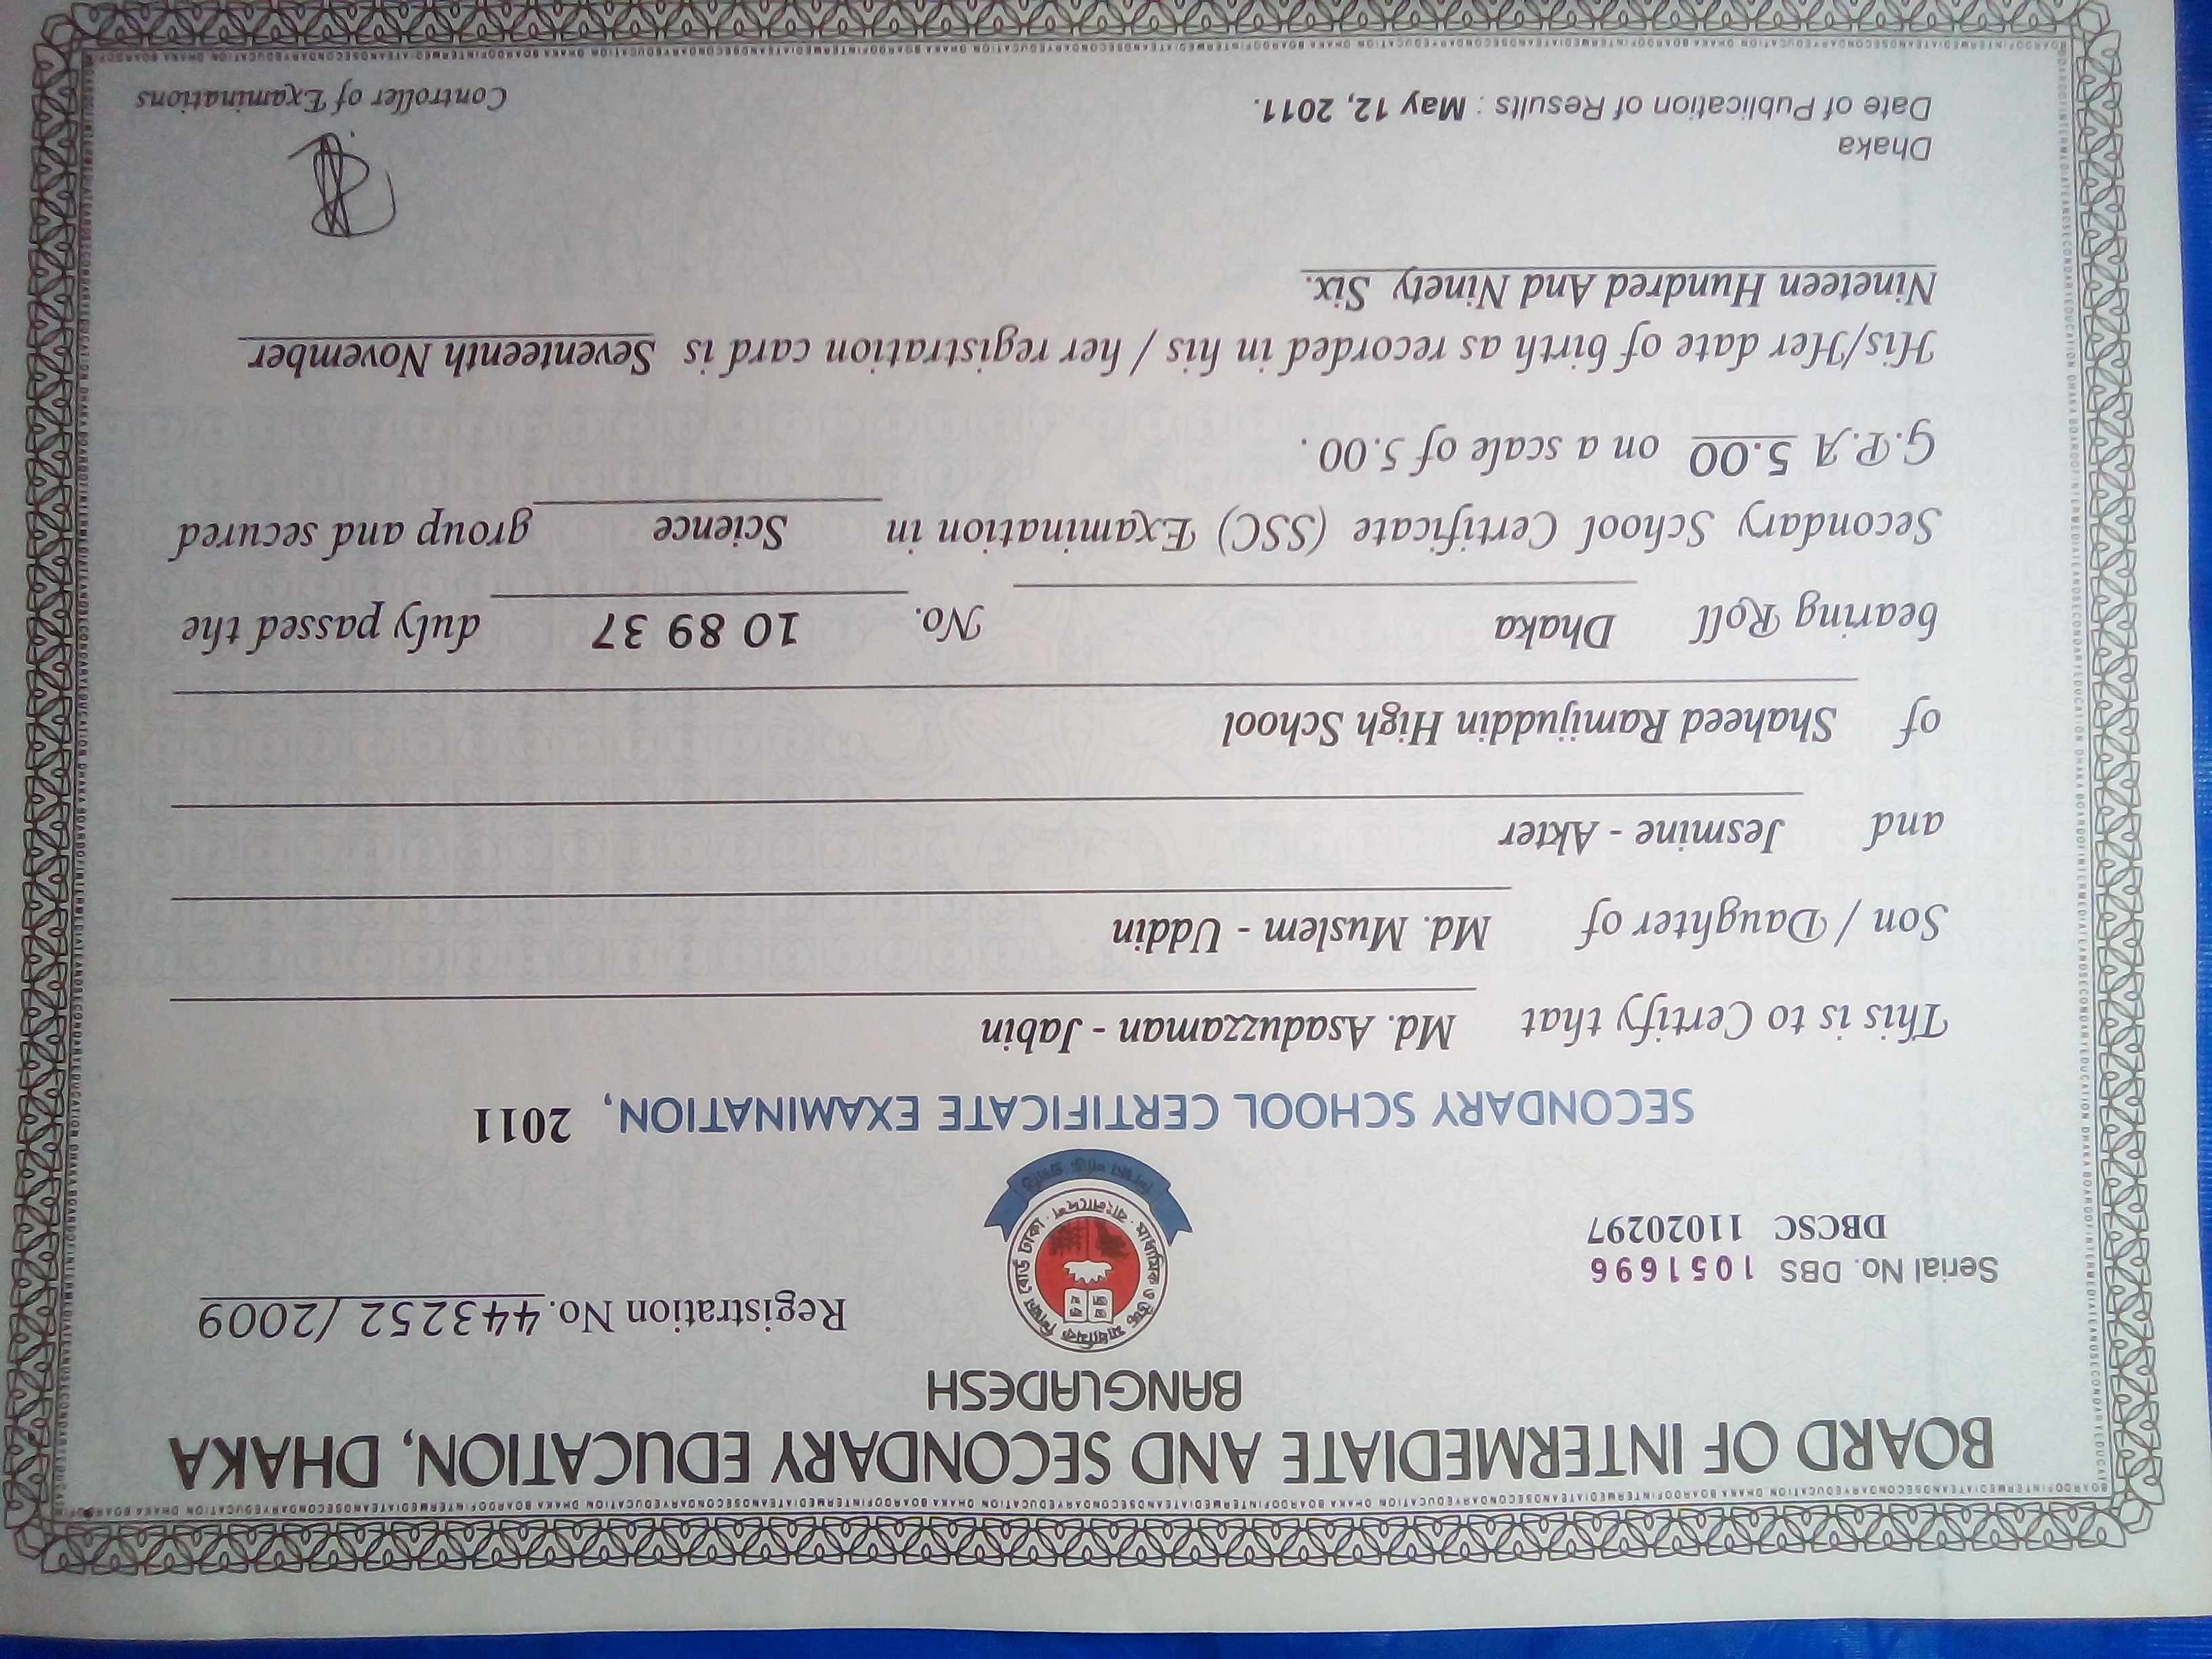 BOARD OF INTERMEDIATE AND SECONDARY EDUCATION, DHAKA
BANGLADESH
Serial No. DBS 1051696
DBCSC 11020297
Registration No. 443252 / 2009
মাধ্যমিক ও উচ্চ মাধ্যমিক শিক্ষা বোর্ড ঢাকা · বাংলাদেশ ·
SECONDARY SCHOOL CERTIFICATE EXAMINATION, 2011
This is to Certify that Md. Asaduzzaman - Jabin
Son / Daughter of Md. Muslem - Uddin
and Jesmine - Akter
of Shaheed Ramijuddin High School
bearing Roll Dhaka No. 10 89 37 duly passed the
Secondary School Certificate (SSC) Examination in Science group and secured
G.P.A 5.00 on a scale of 5.00 .
His/Her date of birth as recorded in his / her registration card is Seventeenth November
Nineteen Hundred And Ninety Six.
Dhaka
Date of Publication of Results : May 12, 2011.
Controller of Examinations